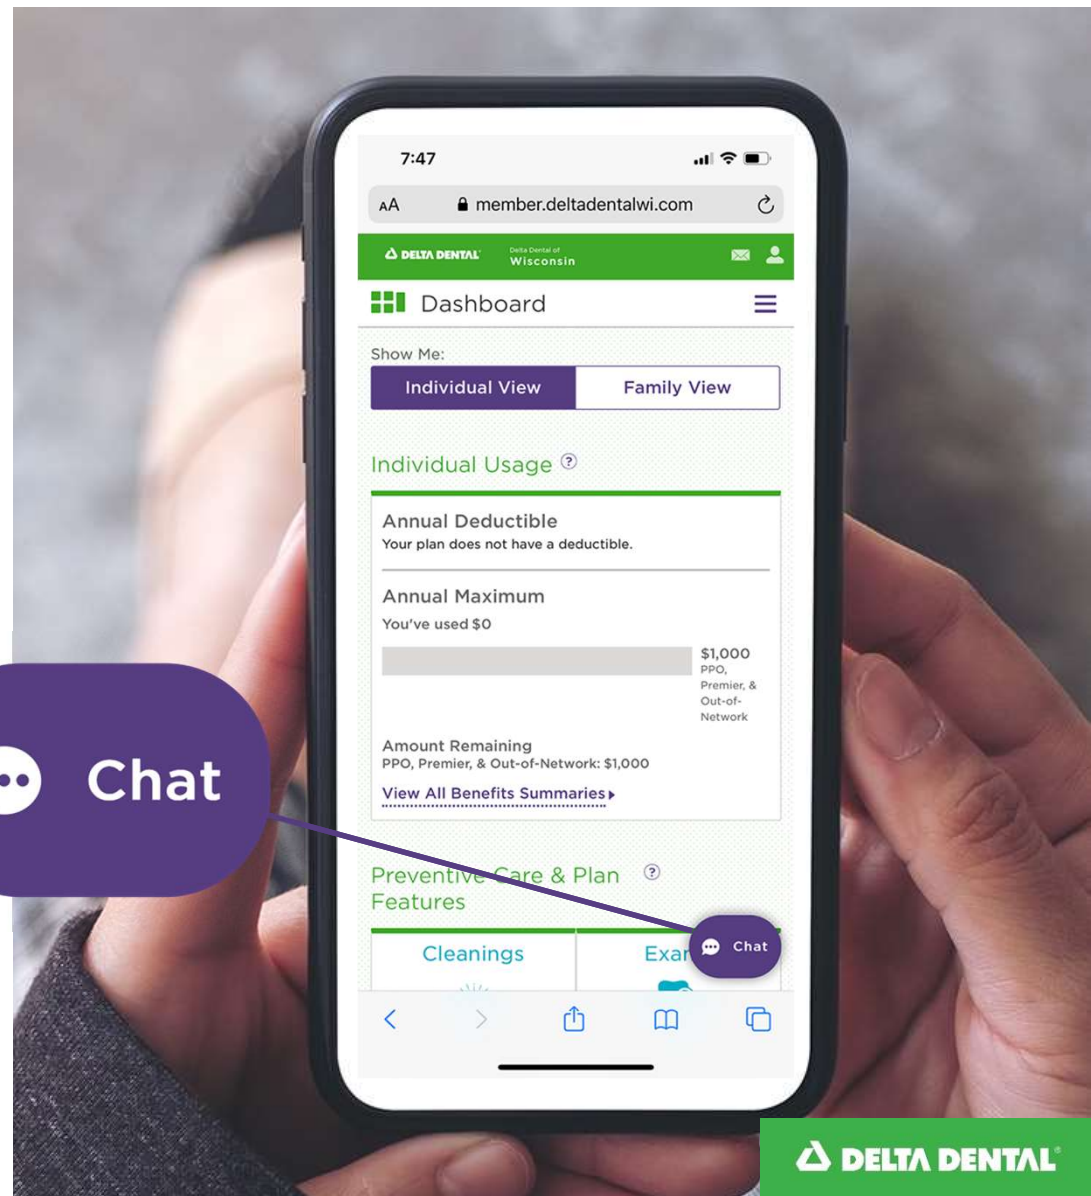 7:47
AA member.deltadentalwi.com
DELTA DENTAL® Delta Dental of
Wisconsin
Dashboard
Show Me:
Individual View Family View
Individual Usage ?
Annual Deductible
Your plan does not have a deductible.
Annual Maximum
You've used $0
$1,000
PPO,
Premier, &
Out-of-
Network
Amount Remaining
PPO, Premier, & Out-of-Network: $1,000
View All Benefits Summaries
Chat
Preventive Care & Plan ?
Features
Cleanings
Chat
DELTA DENTAL®